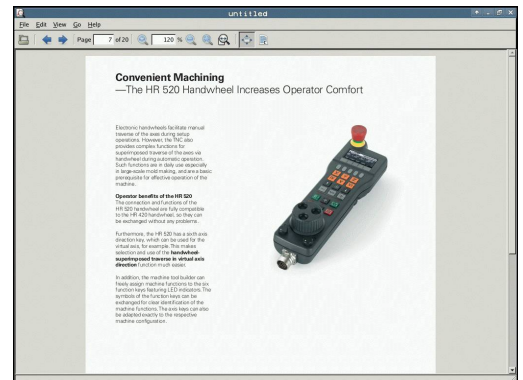 untitled
File Edit View Go Help
Page 7 of 20 120 %
Convenient Machining
—The HR 520 Handwheel Increases Operator Comfort
Electronic handwheels facilitate manual
traverse of the axes during setup
operations. However, the TNC also
provides complex functions for
superimposed traverse of the axes via
handwheel during automatic operation.
Such functions are in daily use especially
in large-scale mold making, and are a basic
prerequisite for effective operation of the
machine.
Operator benefits of the HR 520
The connection and functions of the
HR 520 handwheel are fully compatible
to the HR 420 handwheel, so they can
be exchanged without any problems.
Furthermore, the HR 520 has a sixth axis
direction key, which can be used for the
virtual axis, for example. This makes
selection and use of the handwheel-
superimposed traverse in virtual axis
direction function much easier.
In addition, the machine tool builder can
freely assign machine functions to the six
function keys featuring LED indicators. The
symbols of the function keys can be
exchanged for clear identification of the
machine functions. The axis keys can also
be adapted exactly to the respective
machine configuration.